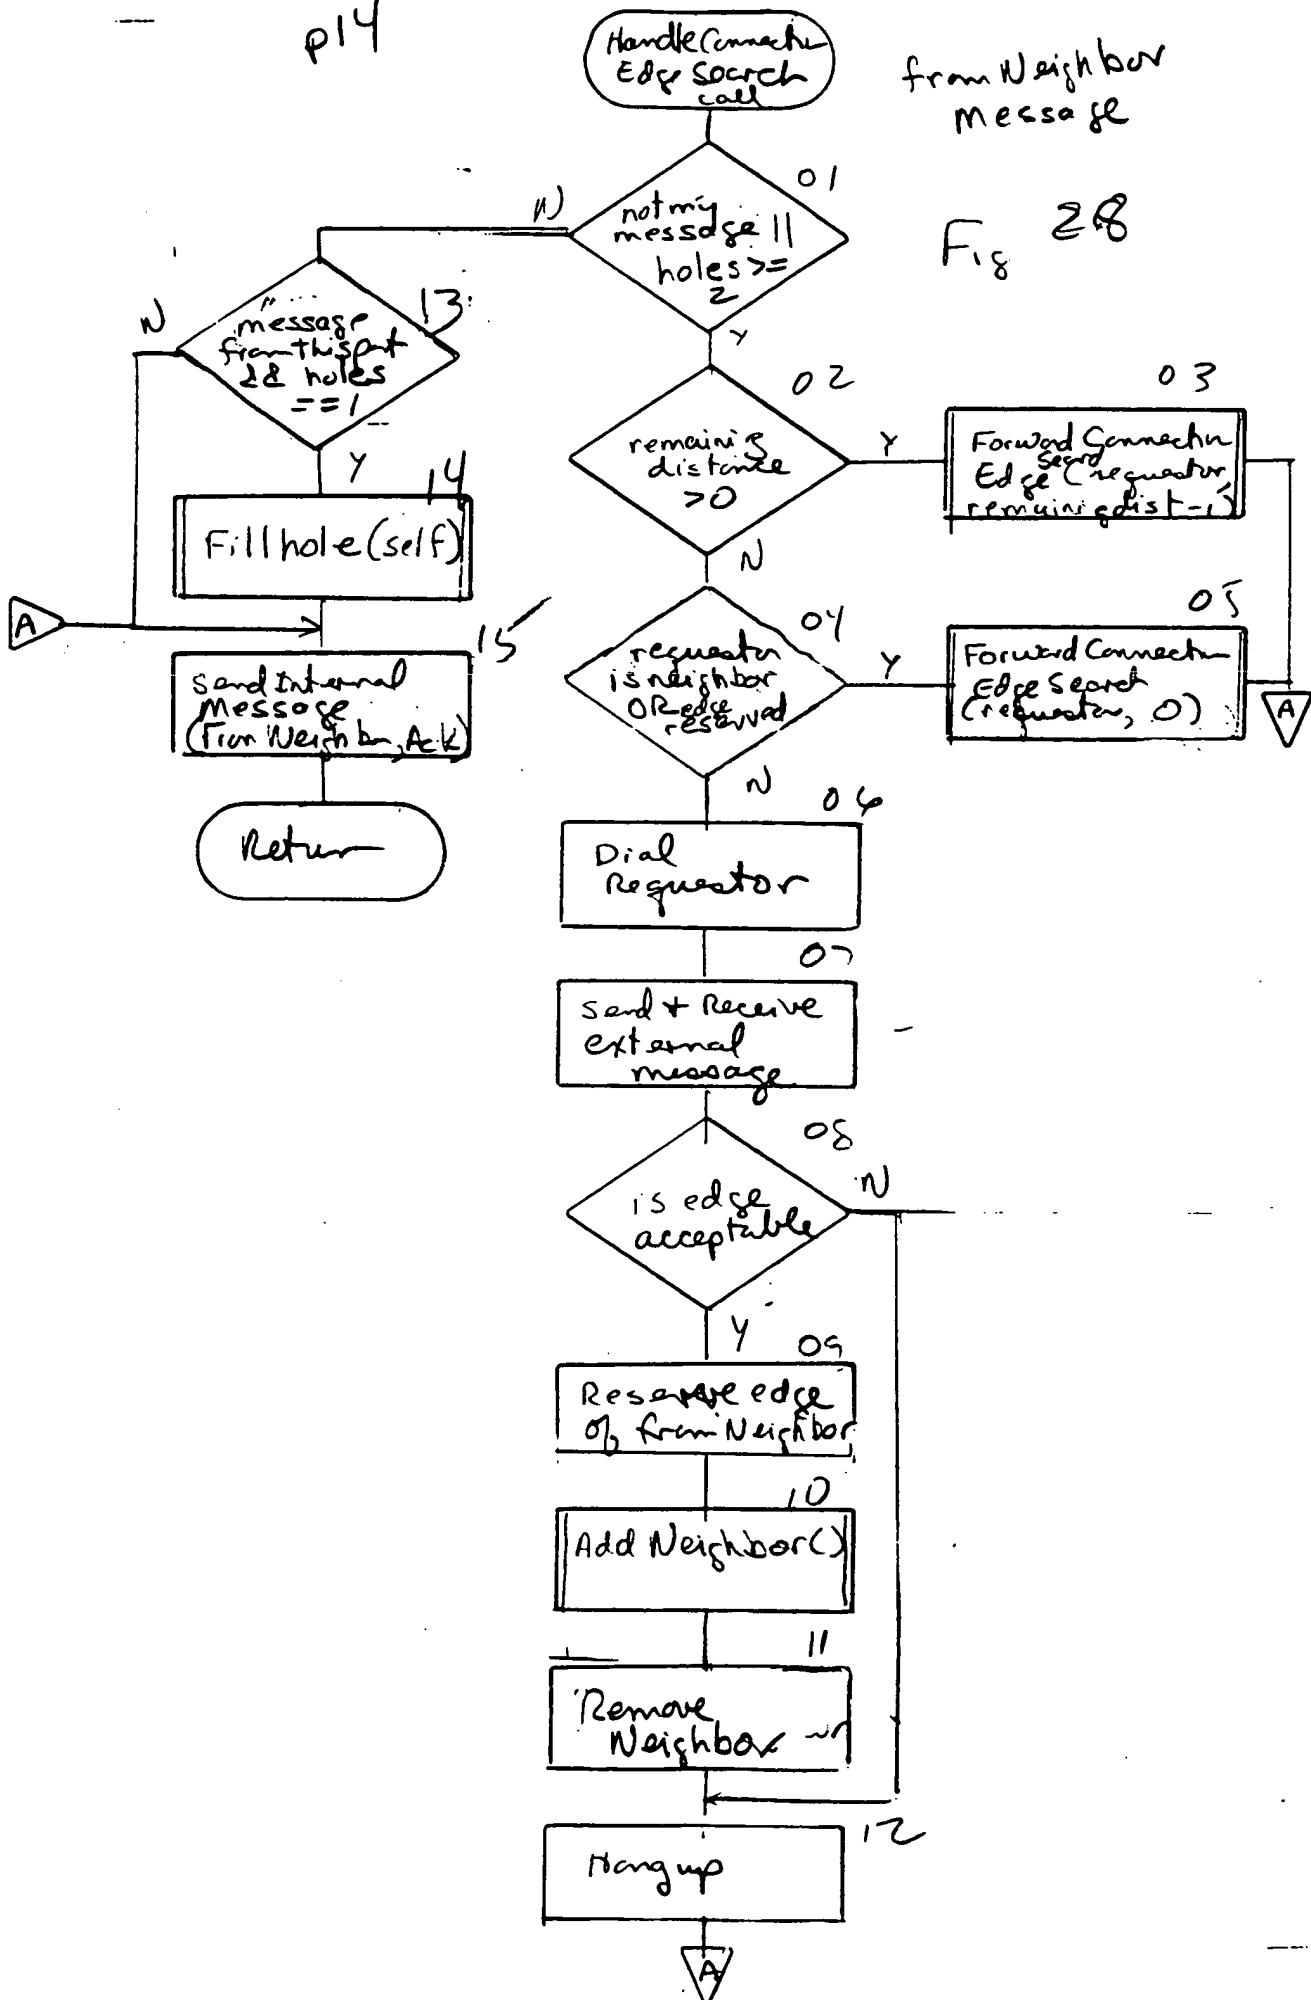 p14
Handle Connection
Edge Search
call
from Neighbor
message
Fig 28
01
not my
message ||
holes >=
2
N
Y
13
message
from this port
&& holes
== 1
N
Y
02
remaining
distance
>0
Y
N
03
Forward Connection
Edge Search (requestor,
remaining dist-1)
14
Fill hole (self)
A
04
requestor
is neighbor
OR edge
reserved
Y
N
05
Forward Connection
Edge Search
(requestor, 0)
A
15
Send Internal
Message
(From Neighbor, Ack)
Return
06
Dial
Requestor
07
Send + Receive
external
message
08
is edge
acceptable
N
Y
09
Reserve edge
of from Neighbor
10
Add Neighbor()
11
Remove
Neighbor
12
Hang up
A